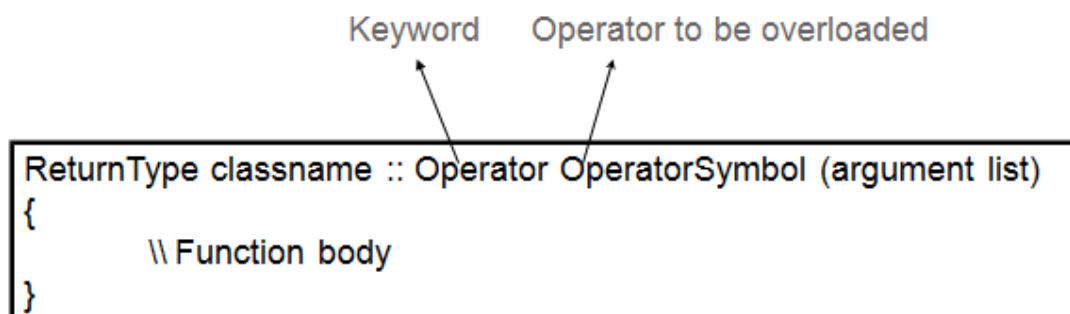 Keyword Operator to be overloaded
ReturnType classname :: Operator OperatorSymbol (argument list)
{
\\ Function body
}